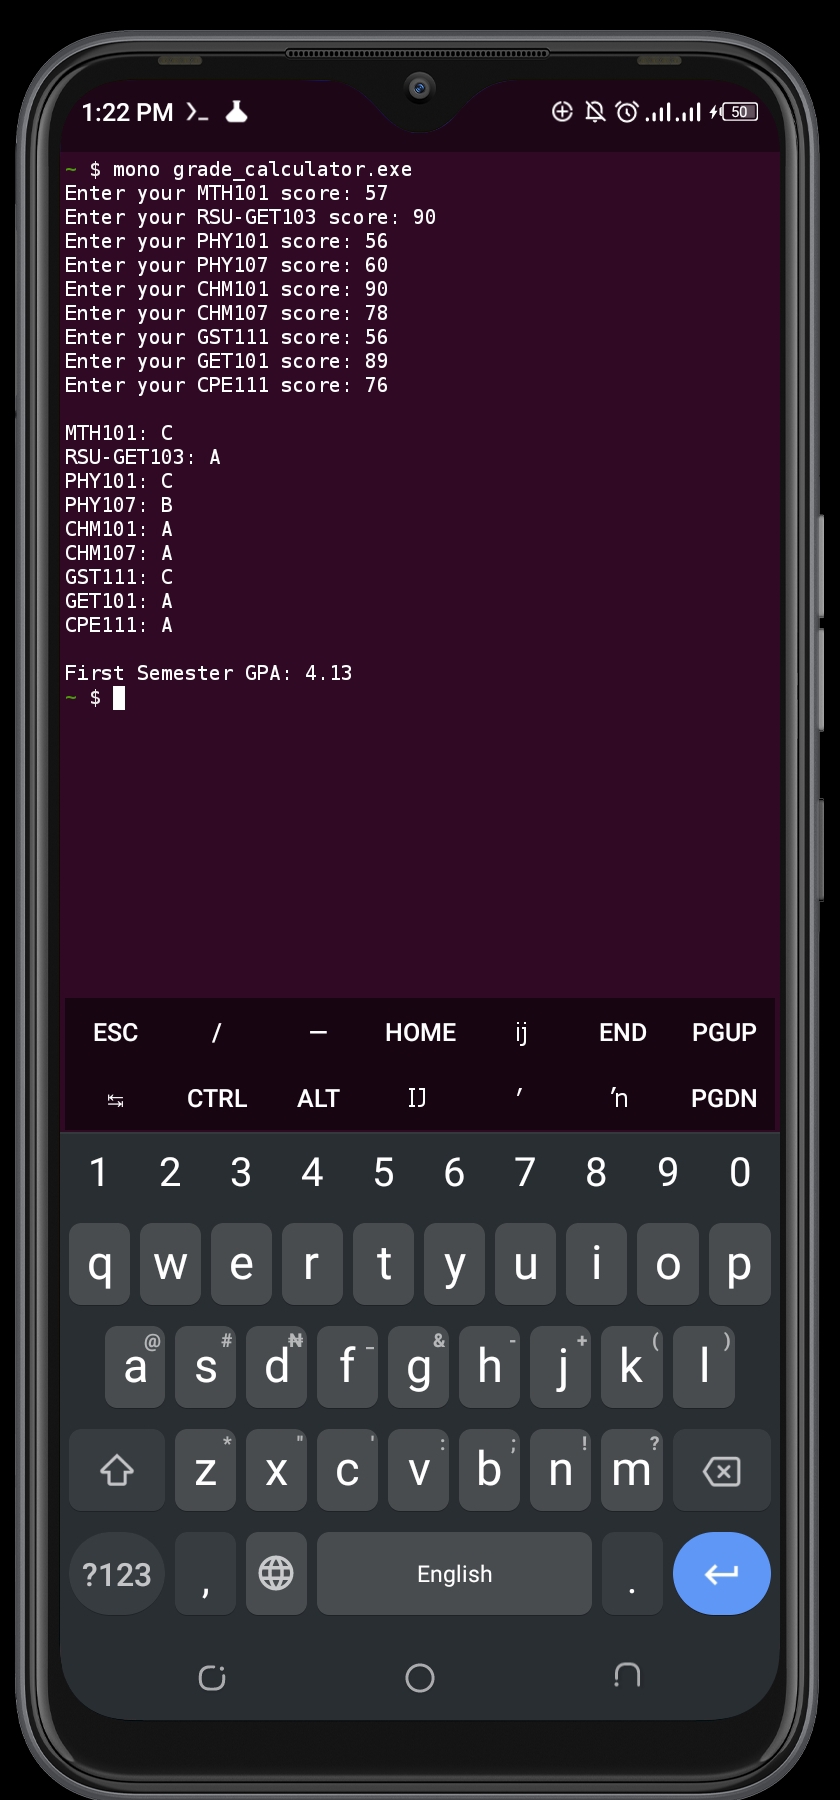 1:22 PM
50
~ $ mono grade_calculator.exe
Enter your MTH101 score: 57
Enter your RSU-GET103 score: 90
Enter your PHY101 score: 56
Enter your PHY107 score: 60
Enter your CHM101 score: 90
Enter your CHM107 score: 78
Enter your GST111 score: 56
Enter your GET101 score: 89
Enter your CPE111 score: 76
MTH101: C
RSU-GET103: A
PHY101: C
PHY107: B
CHM101: A
CHM107: A
GST111: C
GET101: A
CPE111: A
First Semester GPA: 4.13
~ $
ESC / — HOME ij END PGUP
↹ CTRL ALT IJ ′ ŉ PGDN
1 2 3 4 5 6 7 8 9 0
q w e r t y u i o p
@ # ₦ _ & - + ( )
a s d f g h j k l
* " ' : ; ! ?
z x c v b n m
?123 , English .